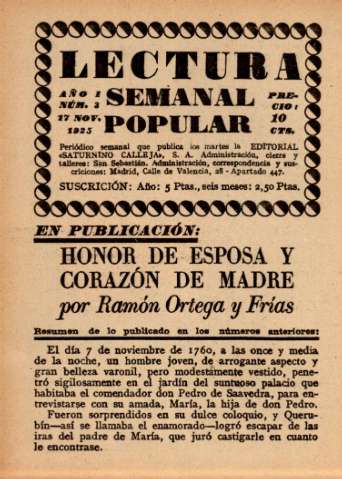 LECTURA
AÑO I
NÚM. 3
17 NOV.
1925
SEMANAL
POPULAR
PRE-
CIO:
10
CTS.
Periódico semanal que publica los martes la EDITORIAL
«SATURNINO CALLEJA», S. A. Administración, cierre y
talleres: San Sebastián. Administración, correspondencia y sus-
criciones: Madrid, Calle de Valencia, 28 - Apartado 447.
SUSCRICIÓN: Año: 5 Ptas., seis meses: 2,50 Ptas.
EN PUBLICACIÓN:
HONOR DE ESPOSA Y
CORAZÓN DE MADRE
por Ramón Ortega y Frías
Resumen de lo publicado en los números anteriores:
El día 7 de noviembre de 1760, a las once y media
de la noche, un hombre joven, de arrogante aspecto y
gran belleza varonil, pero modestamente vestido, pene-
tró sigilosamente en el jardín del suntuoso palacio que
habitaba el comendador don Pedro de Saavedra, para en-
trevistarse con su amada, María, la hija de don Pedro.
Fueron sorprendidos en su dulce coloquio, y Queru-
bín—así se llamaba el enamorado—logró escapar de las
iras del padre de María, que juró castigarle en cuanto
le encontrase.